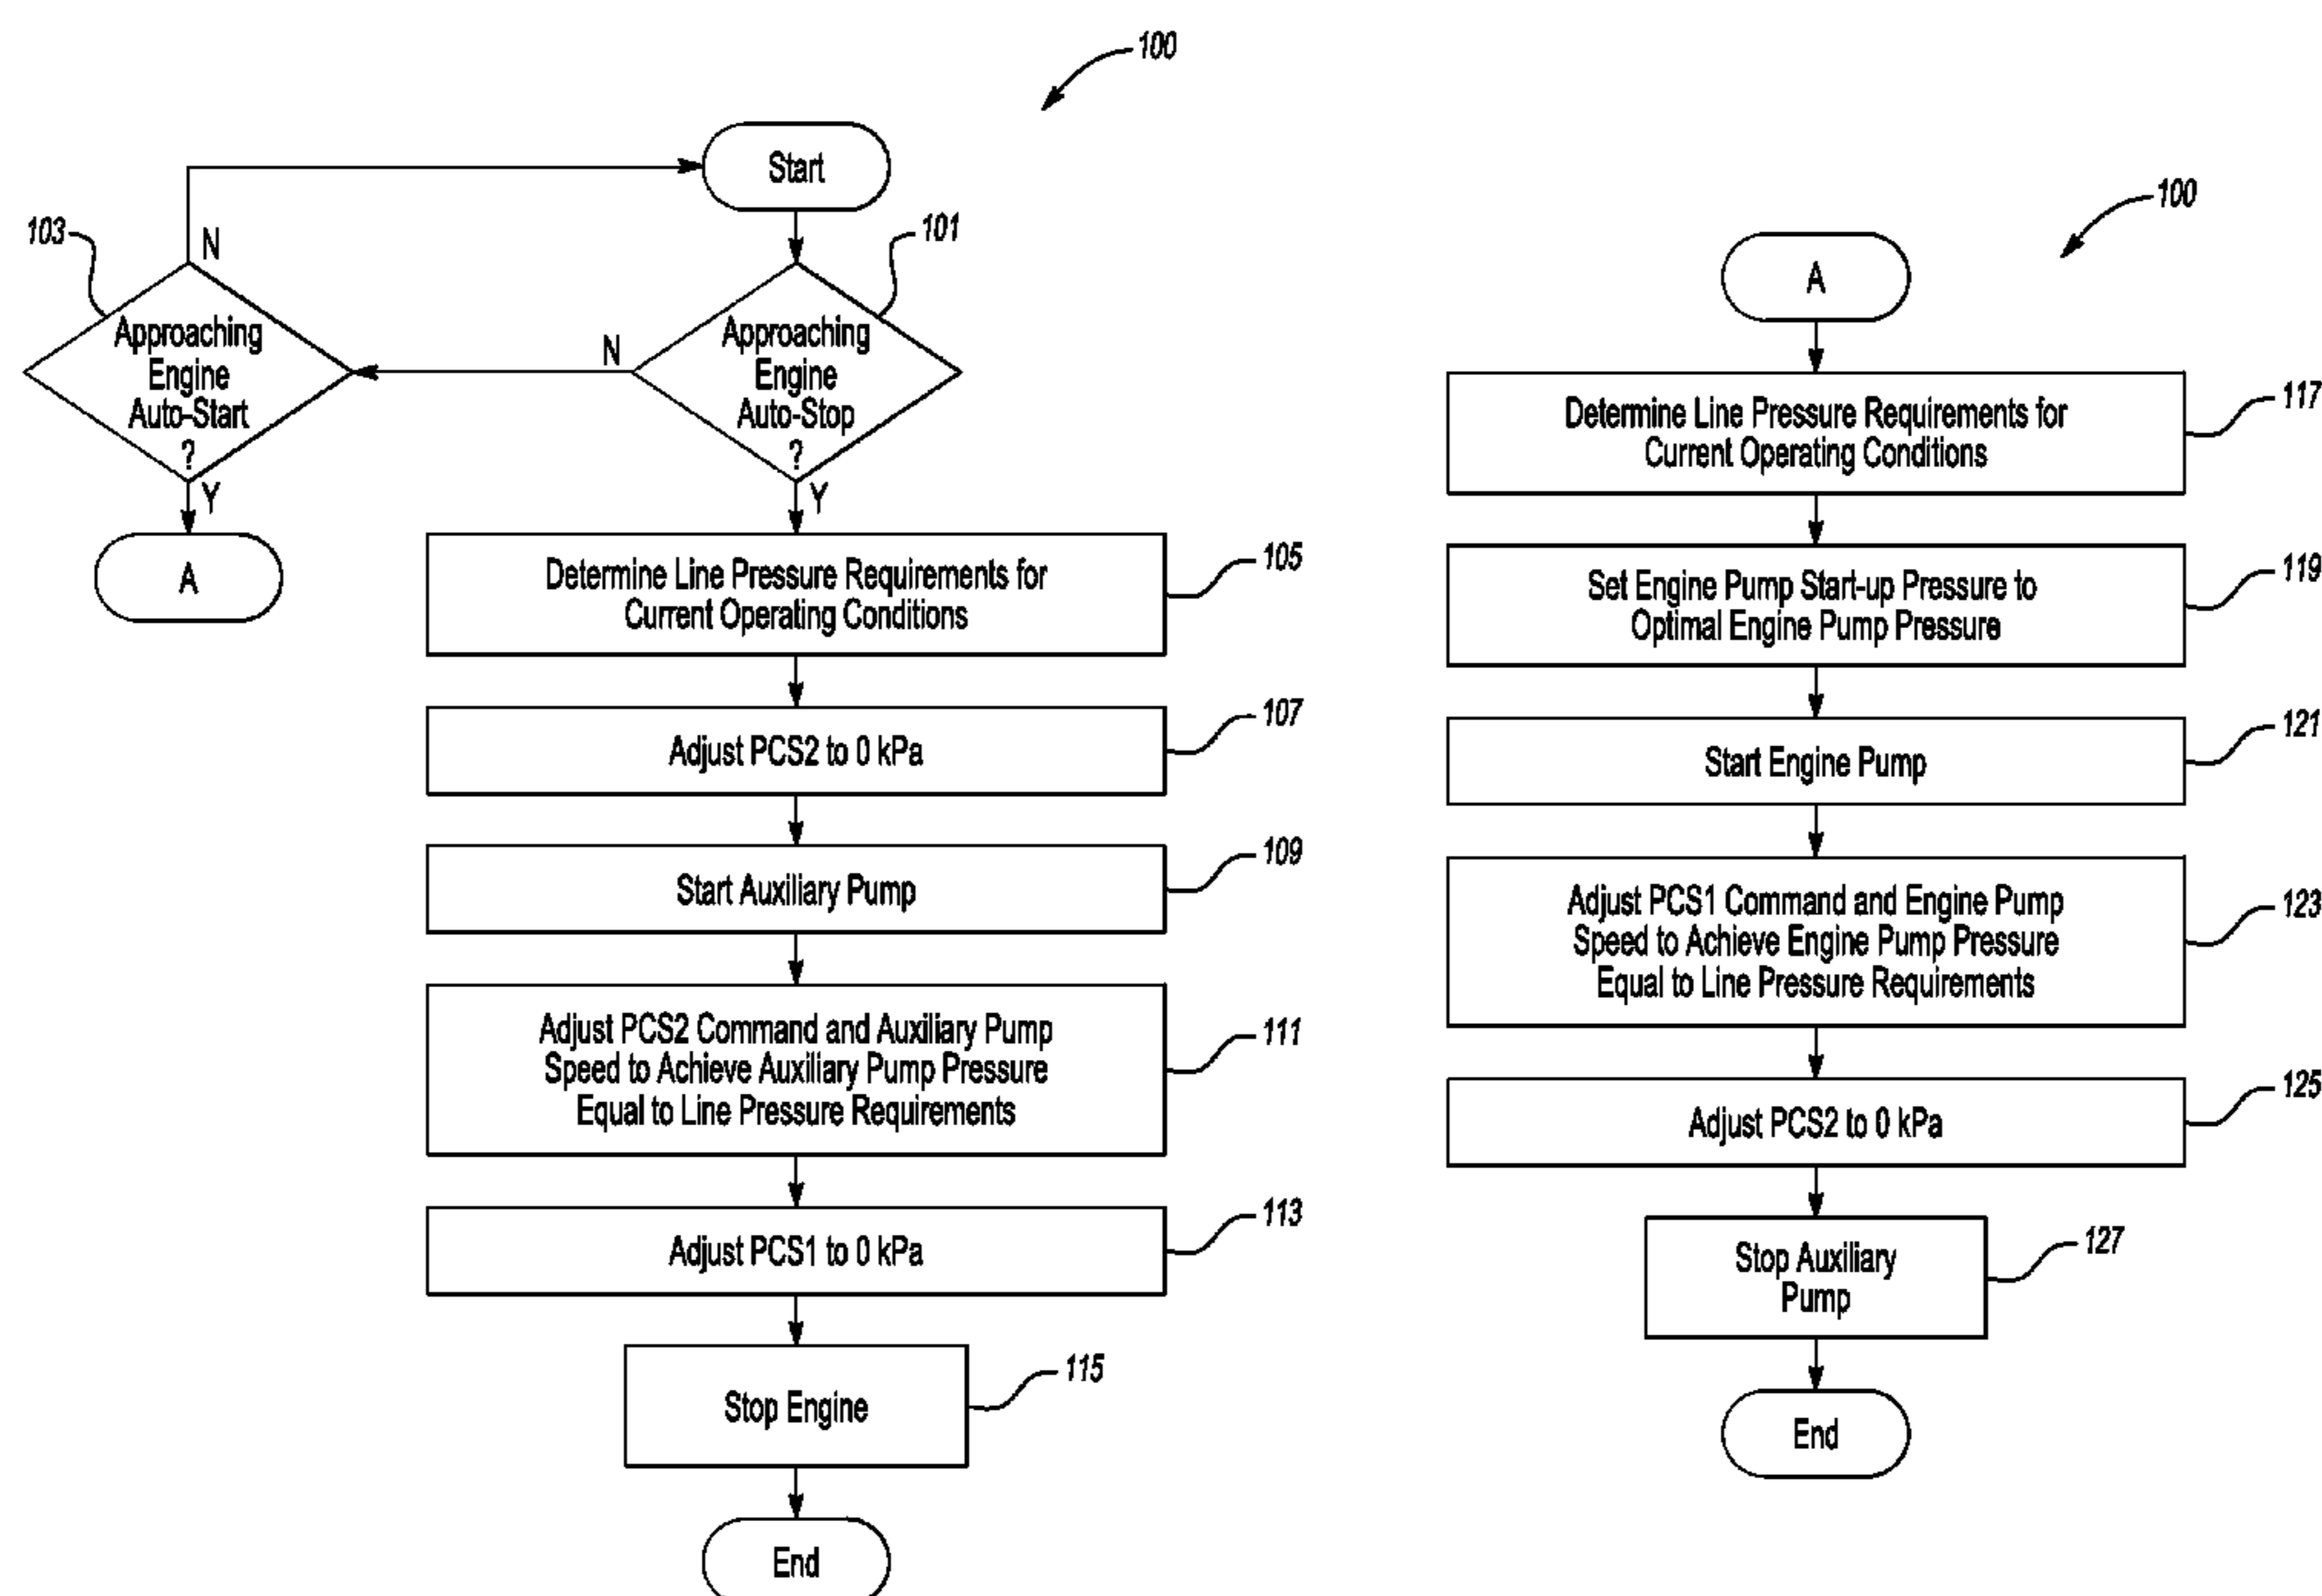 100
Start
103
N
101
Approaching
Engine
Auto-Start
?
N
Approaching
Engine
Auto-Stop
?
Y
A
Y
Determine Line Pressure Requirements for
Current Operating Conditions
105
Adjust PCS2 to 0 kPa
107
Start Auxiliary Pump
109
Adjust PCS2 Command and Auxiliary Pump
Speed to Achieve Auxiliary Pump Pressure
Equal to Line Pressure Requirements
111
Adjust PCS1 to 0 kPa
113
Stop Engine
115
End
100
A
Determine Line Pressure Requirements for
Current Operating Conditions
117
Set Engine Pump Start-up Pressure to
Optimal Engine Pump Pressure
119
Start Engine Pump
121
Adjust PCS1 Command and Engine Pump
Speed to Achieve Engine Pump Pressure
Equal to Line Pressure Requirements
123
Adjust PCS2 to 0 kPa
125
Stop Auxiliary
Pump
127
End